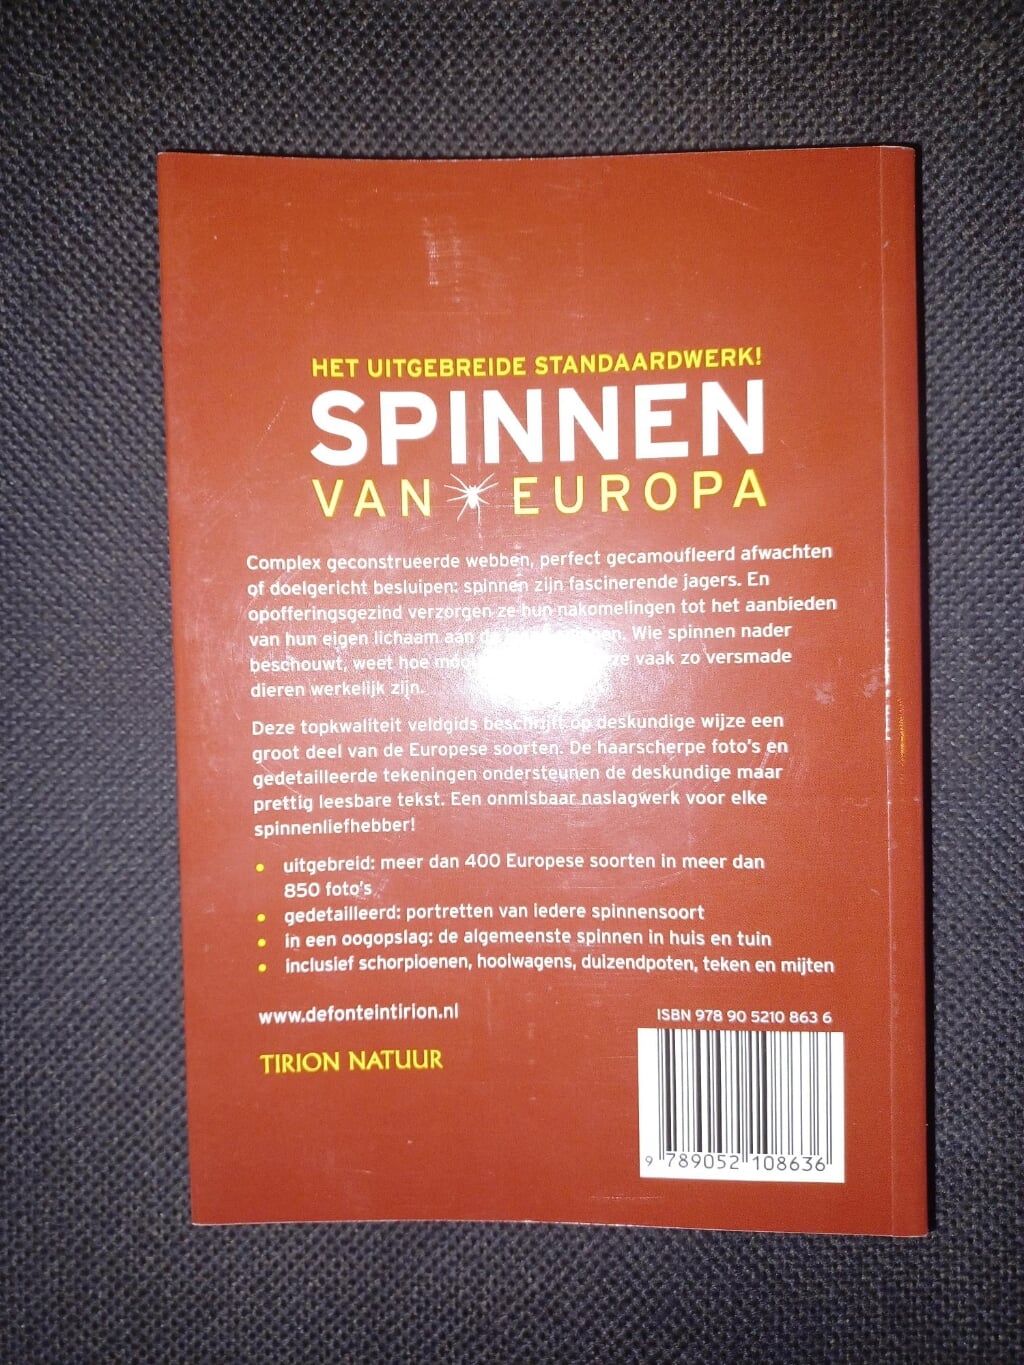 HET UITGEBREIDE STANDAARDWERK!
SPINNEN
VAN EUROPA
Complex geconstrueerde webben, perfect gecamoufleerd afwachten
of doelgericht besluipen: spinnen zijn fascinerende jagers. En
opofferingsgezind verzorgen ze hun nakomelingen tot het aanbieden
van hun eigen lichaam aan Wie spinnen nader
beschouwt, weet hoe vaak zo versmade
dieren werkelijk zijn.
Deze topkwaliteit veldgids beschrijft op deskundige wijze een
groot deel van de Europese soorten. De haarscherpe foto's en
gedetailleerde tekeningen ondersteunen de deskundige maar
prettig leesbare tekst. Een onmisbaar naslagwerk voor elke
spinnenliefhebber!
• uitgebreid: meer dan 400 Europese soorten in meer dan
850 foto's
• gedetailleerd: portretten van iedere spinnensoort
• in een oogopslag: de algemeenste spinnen in huis en tuin
• inclusief schorpioenen, hooiwagens, duizendpoten, teken en mijten
www.defonteintirion.nl
TIRION NATUUR
ISBN 978 90 5210 863 6
9 789052 108636